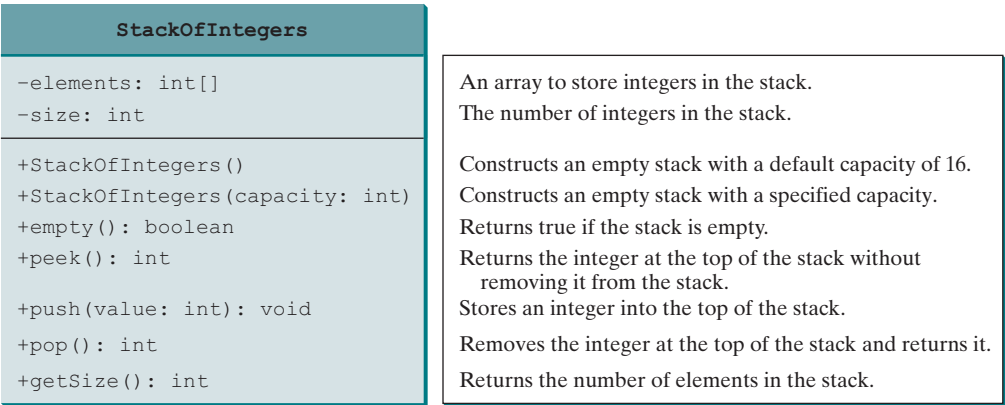 StackOfIntegers
-elements: int[]
An array to store integers in the stack.
-size: int
The number of integers in the stack.
+StackOfIntegers()
Constructs an empty stack with a default capacity of 16.
+StackOfIntegers(capacity: int)
Constructs an empty stack with a specified capacity.
+empty(): boolean
Returns true if the stack is empty.
+peek(): int
Returns the integer at the top of the stack without
removing it from the stack.
+push(value: int): void
Stores an integer into the top of the stack.
+pop(): int
Removes the integer at the top of the stack and returns it.
+getSize(): int
Returns the number of elements in the stack.